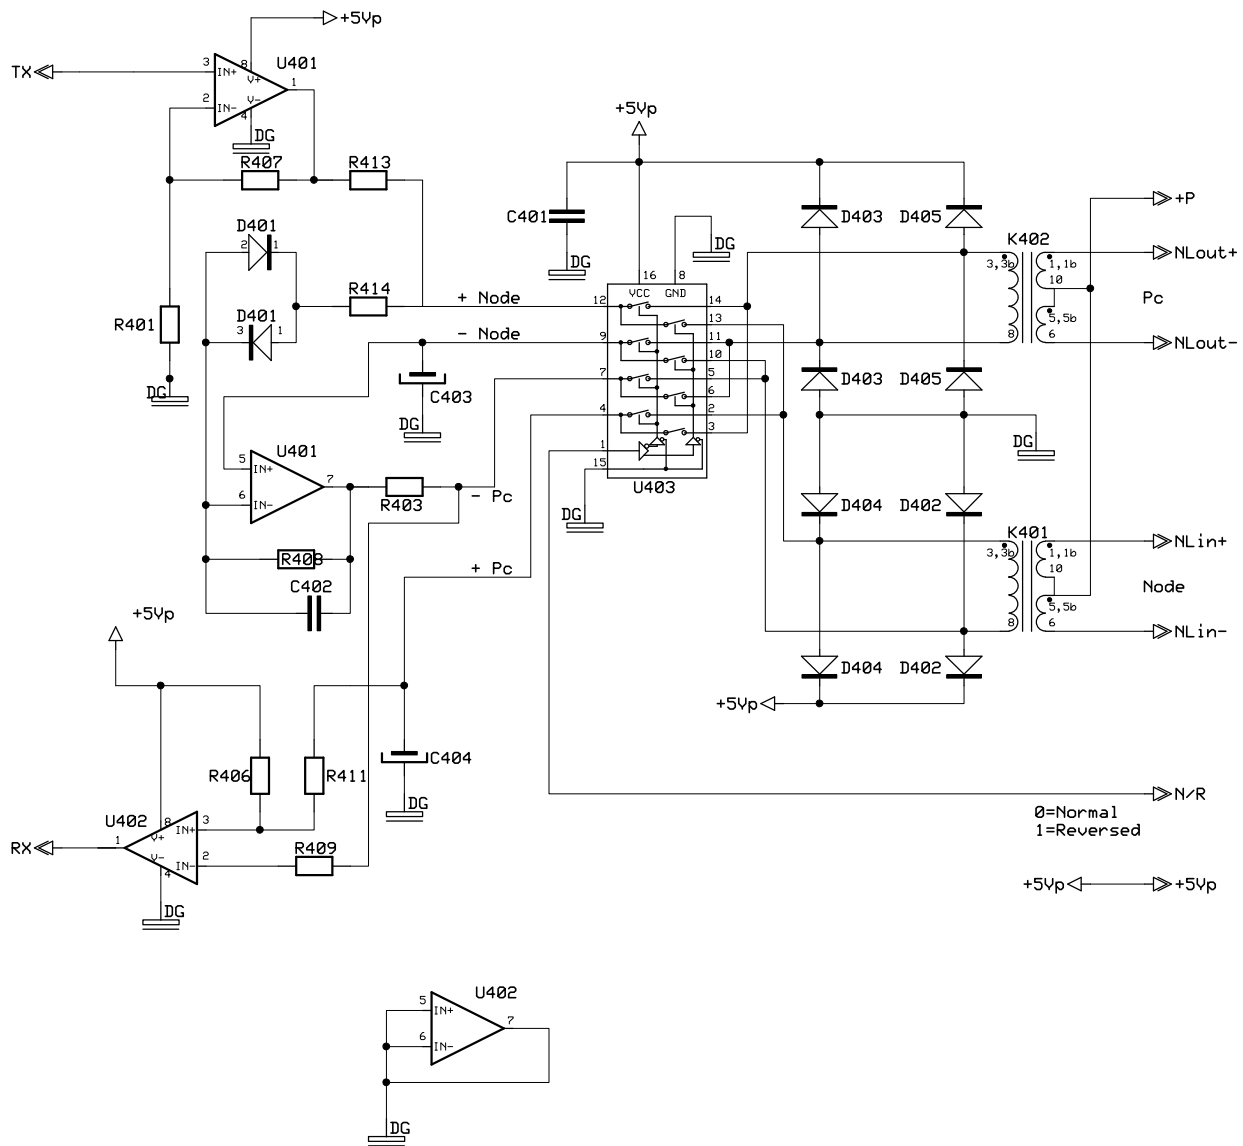 +5Vp
TX
3
IN+
8
V+
U401
1
2
IN-
V-
4
DG
R407
R413
+5Vp
C401
DG
DG
D403
D405
+P
K402
3,3b
8
1,1b
10
5,5b
6
NLout+
Pc
NLout-
D401
2
1
R414
D401
3
1
R401
DG
+ Node
- Node
C403
DG
16
8
VCC
GND
12
9
7
4
1
15
14
13
11
10
5
6
2
3
U403
DG
D403
D405
DG
U401
5
IN+
7
6
IN-
R403
- Pc
R408
C402
+ Pc
D404
D402
K401
3,3b
8
1,1b
10
5,5b
6
NLin+
Node
NLin-
D404
D402
+5Vp
+5Vp
R406
R411
C404
DG
N/R
0=Normal
1=Reversed
U402
RX
1
8
V+
IN+
3
V-
4
IN-
2
R409
DG
+5Vp
+5Vp
U402
5
IN+
7
6
IN-
DG